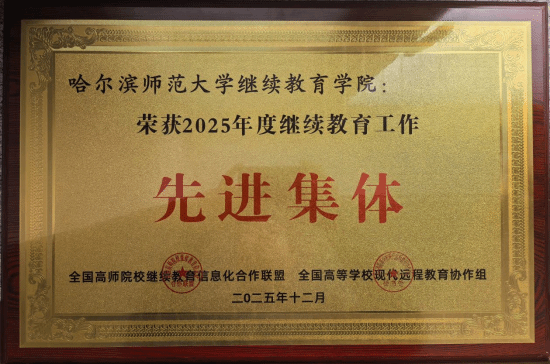 哈尔滨师范大学继续教育学院：
荣获2025年度继续教育工作
先进集体
全国高师院校继续教育信息化合作联盟 全国高等学校现代远程教育协作组
二〇二五年十二月